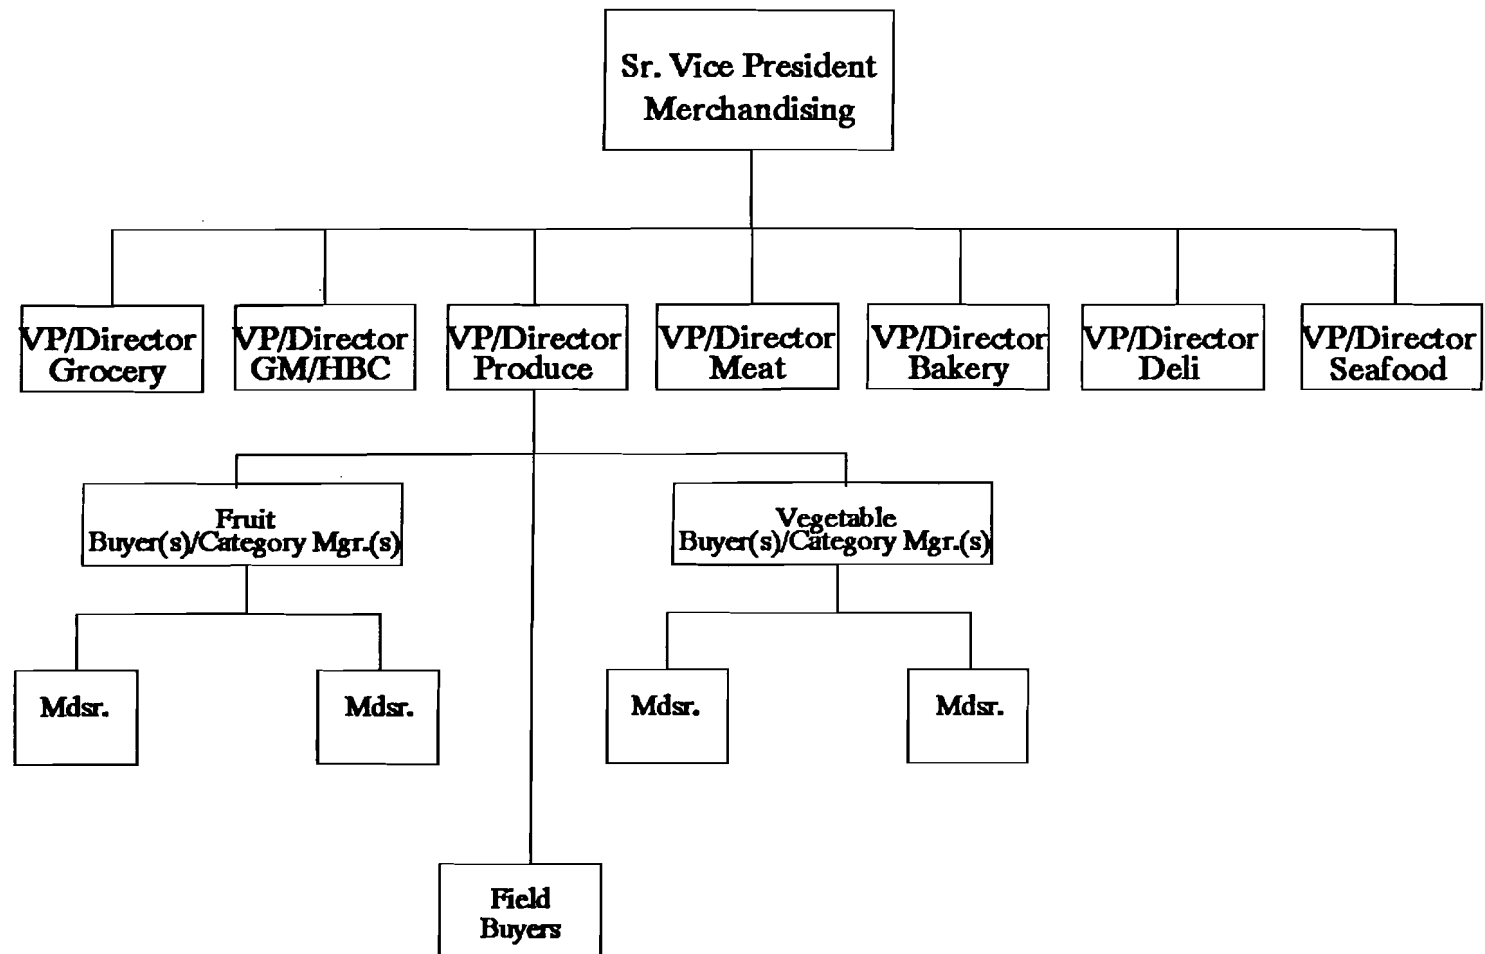 Sr. Vice President
Merchandising
VP/Director
Grocery
VP/Director
GM/HBC
VP/Director
Produce
VP/Director
Meat
VP/Director
Bakery
VP/Director
Deli
VP/Director
Seafood
Fruit
Buyer(s)/Category Mgr.(s)
Vegetable
Buyer(s)/Category Mgr.(s)
Mdsr.
Mdsr.
Mdsr.
Mdsr.
Field
Buyers